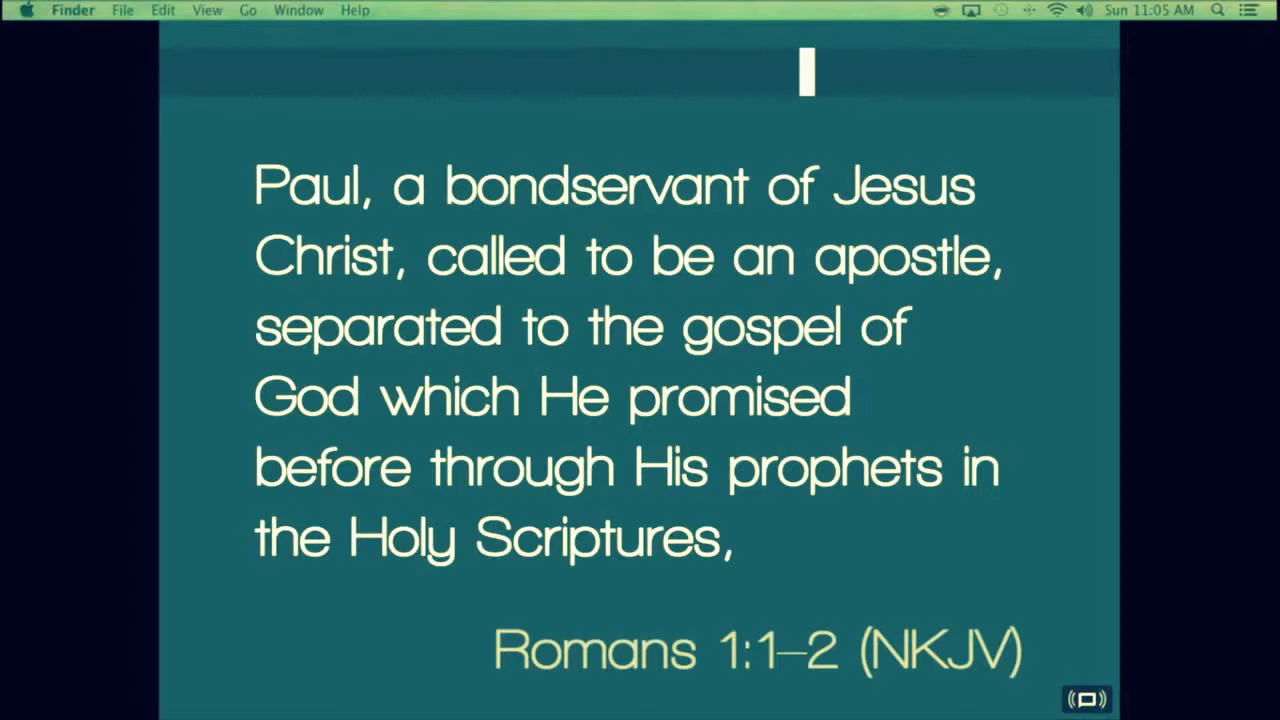 Finder File Edit View Go Window Help Sun 11:05 AM
Paul, a bondservant of Jesus
Christ, called to be an apostle,
separated to the gospel of
God which He promised
before through His prophets in
the Holy Scriptures,
Romans 1:1–2 (NKJV)